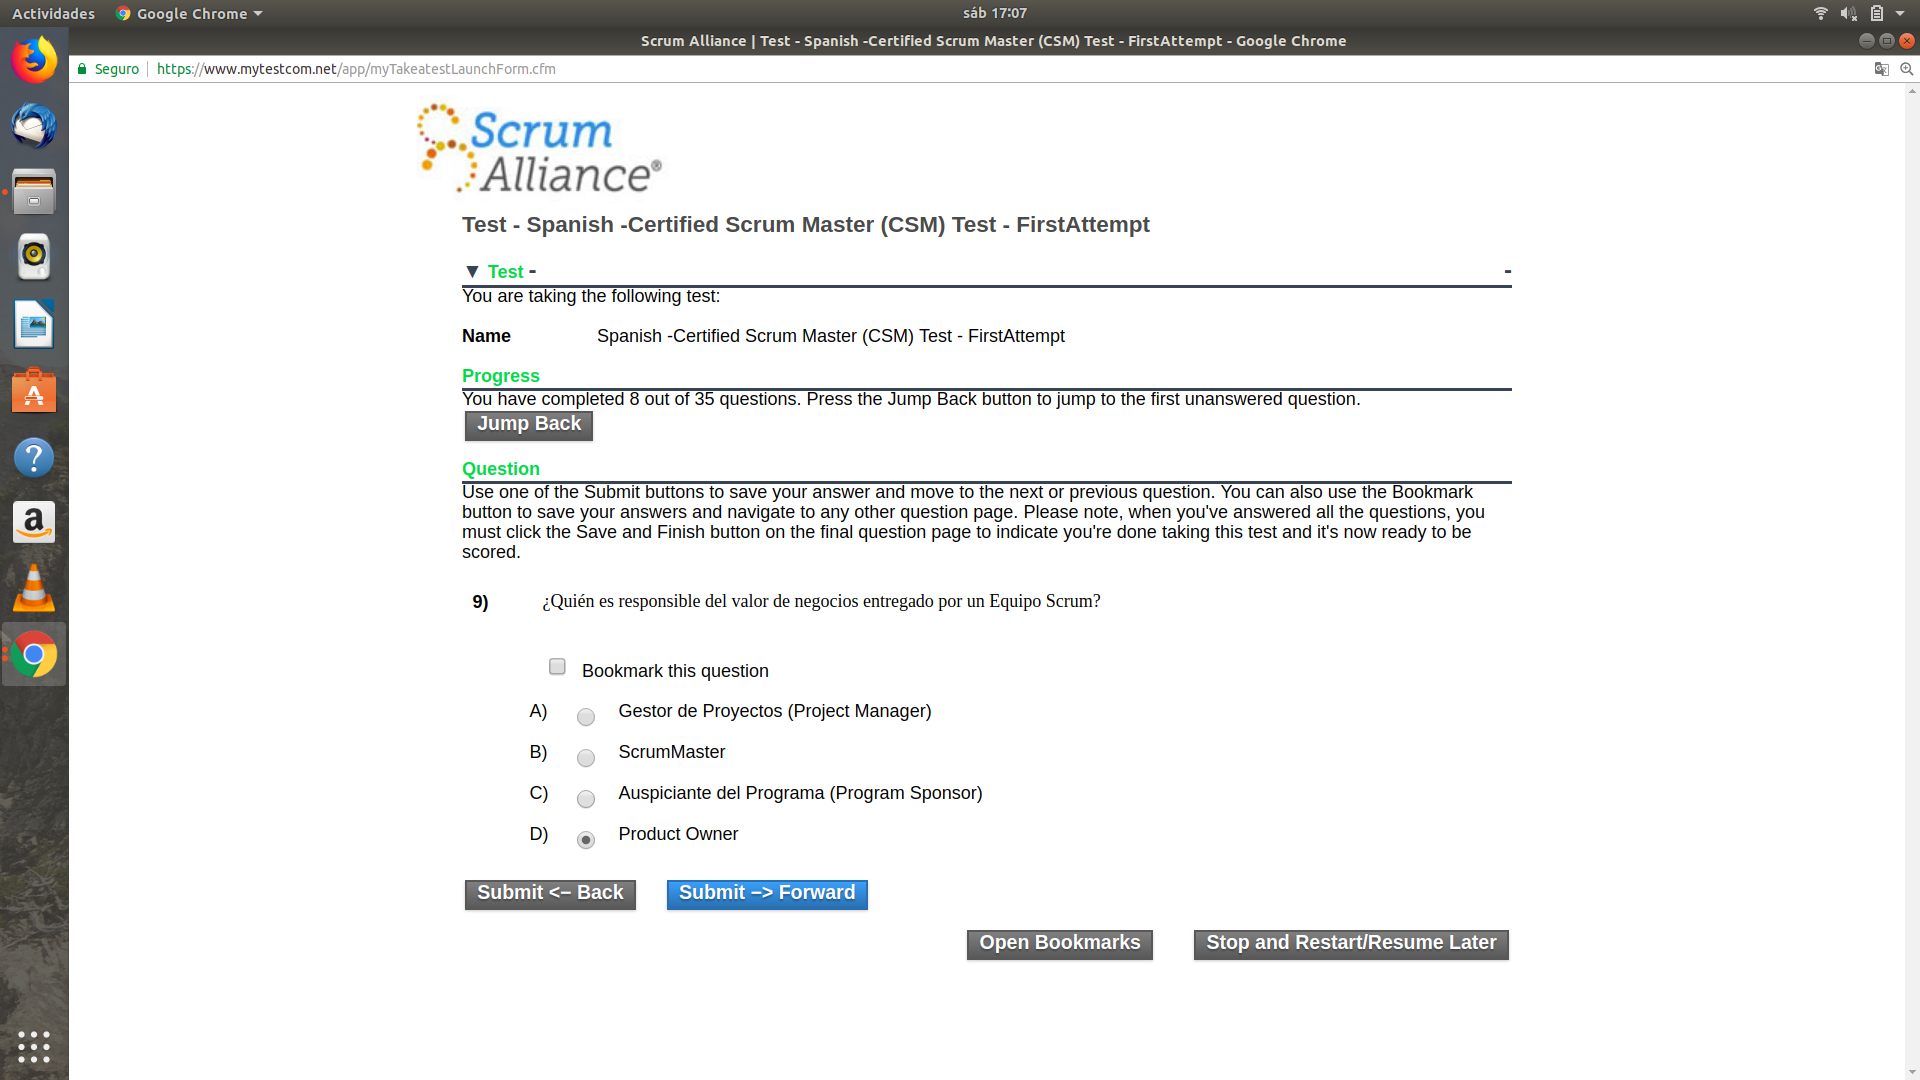 Actividades
Google Chrome
sáb 17:07
Scrum Alliance | Test - Spanish -Certified Scrum Master (CSM) Test - FirstAttempt - Google Chrome
Seguro
https://www.mytestcom.net/app/myTakeatestLaunchForm.cfm
Scrum
Alliance®
Test - Spanish -Certified Scrum Master (CSM) Test - FirstAttempt
▼ Test - -
You are taking the following test:
Name Spanish -Certified Scrum Master (CSM) Test - FirstAttempt
Progress
You have completed 8 out of 35 questions. Press the Jump Back button to jump to the first unanswered question.
Jump Back
Question
Use one of the Submit buttons to save your answer and move to the next or previous question. You can also use the Bookmark
button to save your answers and navigate to any other question page. Please note, when you've answered all the questions, you
must click the Save and Finish button on the final question page to indicate you're done taking this test and it's now ready to be
scored.
9) ¿Quién es responsible del valor de negocios entregado por un Equipo Scrum?
Bookmark this question
A) Gestor de Proyectos (Project Manager)
B) ScrumMaster
C) Auspiciante del Programa (Program Sponsor)
D) Product Owner
Submit <– Back Submit –> Forward
Open Bookmarks Stop and Restart/Resume Later